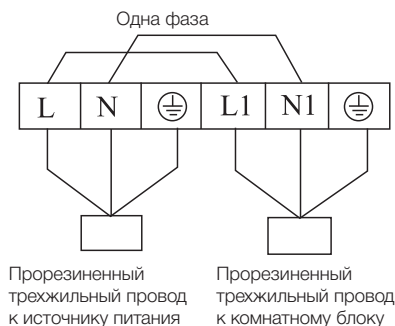 Одна фаза
L N L1 N1
Прорезиненный
трехжильный провод
к источнику питания
Прорезиненный
трехжильный провод
к комнатному блоку